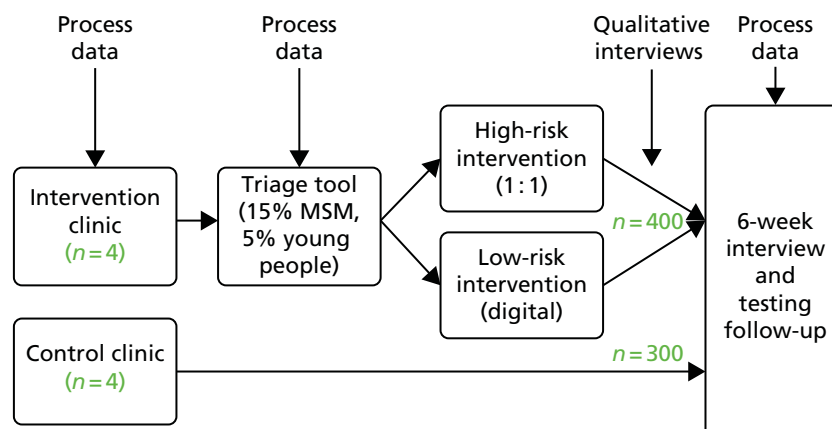 Process
data
Process
data
Qualitative
interviews
Process
data
Intervention
clinic
(n=4)
Triage tool
(15% MSM,
5% young
people)
High-risk
intervention
(1:1)
n=400
Low-risk
intervention
(digital)
6-week
interview
and
testing
follow-up
Control clinic
(n=4)
n=300